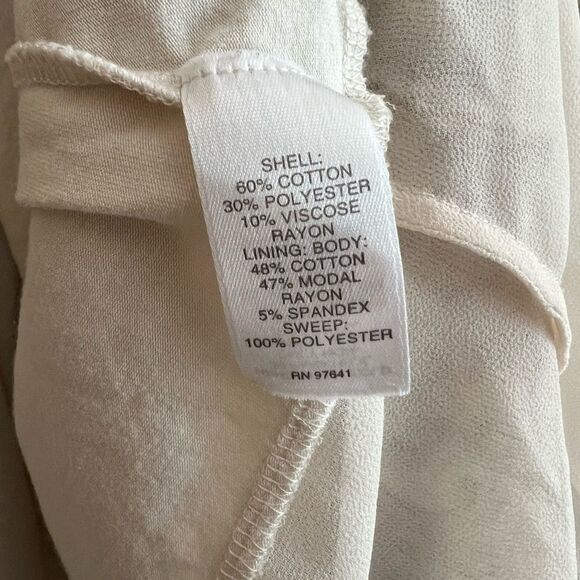 SHELL:
60% COTTON
30% POLYESTER
10% VISCOSE
RAYON
LINING: BODY:
48% COTTON
47% MODAL
RAYON
5% SPANDEX
SWEEP:
100% POLYESTER
RN 97641